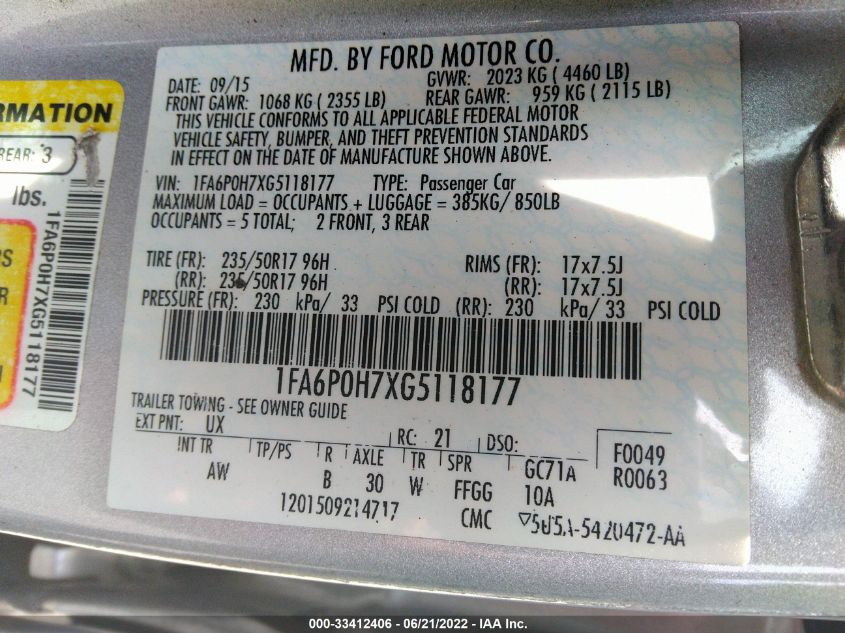 MFD. BY FORD MOTOR CO.
DATE: 09/15 GVWR: 2023 KG ( 4460 LB)
FRONT GAWR: 1068 KG ( 2355 LB) REAR GAWR: 959 KG ( 2115 LB)
THIS VEHICLE CONFORMS TO ALL APPLICABLE FEDERAL MOTOR
VEHICLE SAFETY, BUMPER, AND THEFT PREVENTION STANDARDS
IN EFFECT ON THE DATE OF MANUFACTURE SHOWN ABOVE.
VIN: 1FA6P0H7XG5118177 TYPE: Passenger Car
MAXIMUM LOAD = OCCUPANTS + LUGGAGE = 385KG/ 850LB
OCCUPANTS = 5 TOTAL; 2 FRONT, 3 REAR
TIRE (FR): 235/50R17 96H RIMS (FR): 17x7.5J
(RR): 235/50R17 96H (RR): 17x7.5J
PRESSURE (FR): 230 kPa/ 33 PSI COLD (RR): 230 kPa/ 33 PSI COLD
1FA6P0H7XG5118177
TRAILER TOWING - SEE OWNER GUIDE
EXT PNT: UX RC: 21 DSO: F0049
INT TR TP/PS R AXLE TR SPR GC71A R0063
AW B 30 W FFGG 10A
1201509214717 CMC
RMATION
REAR: 3
lbs.
1FA6P0H7XG5118177
RS
R
000-33412406 - 06/21/2022 - IAA Inc.